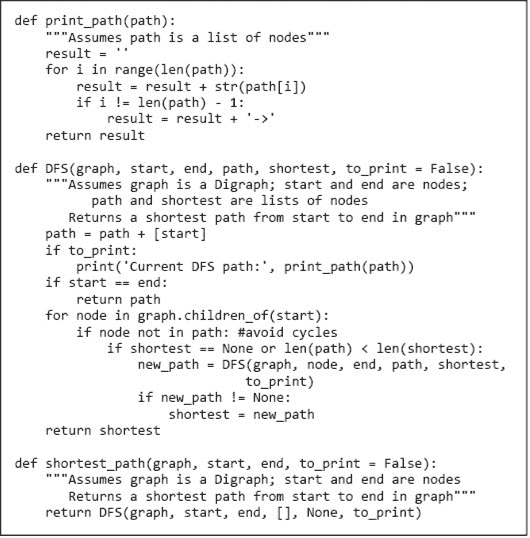 def print_path(path):
    """Assumes path is a list of nodes"""
    result = ''
    for i in range(len(path)):
        result = result + str(path[i])
        if i != len(path) - 1:
            result = result + '->'
    return result

def DFS(graph, start, end, path, shortest, to_print = False):
    """Assumes graph is a Digraph; start and end are nodes;
          path and shortest are lists of nodes
       Returns a shortest path from start to end in graph"""
    path = path + [start]
    if to_print:
        print('Current DFS path:', print_path(path))
    if start == end:
        return path
    for node in graph.children_of(start):
        if node not in path: #avoid cycles
            if shortest == None or len(path) < len(shortest):
                new_path = DFS(graph, node, end, path, shortest,
                               to_print)
                if new_path != None:
                    shortest = new_path
    return shortest

def shortest_path(graph, start, end, to_print = False):
    """Assumes graph is a Digraph; start and end are nodes
       Returns a shortest path from start to end in graph"""
    return DFS(graph, start, end, [], None, to_print)